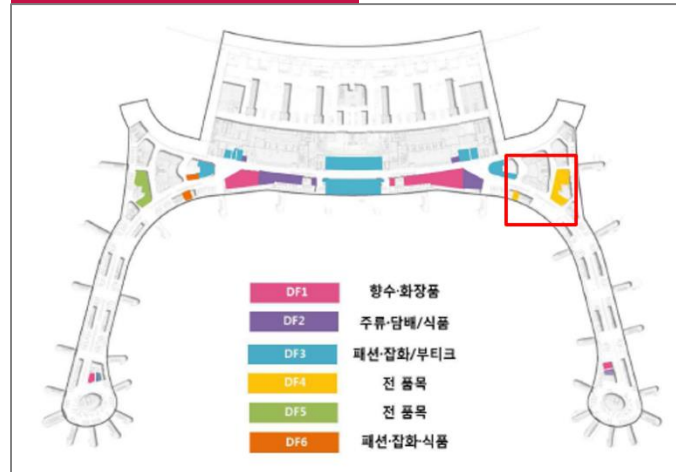 DF1 향수·화장품
DF2 주류·담배/식품
DF3 패션·잡화/부티크
DF4 전 품목
DF5 전 품목
DF6 패션·잡화·식품